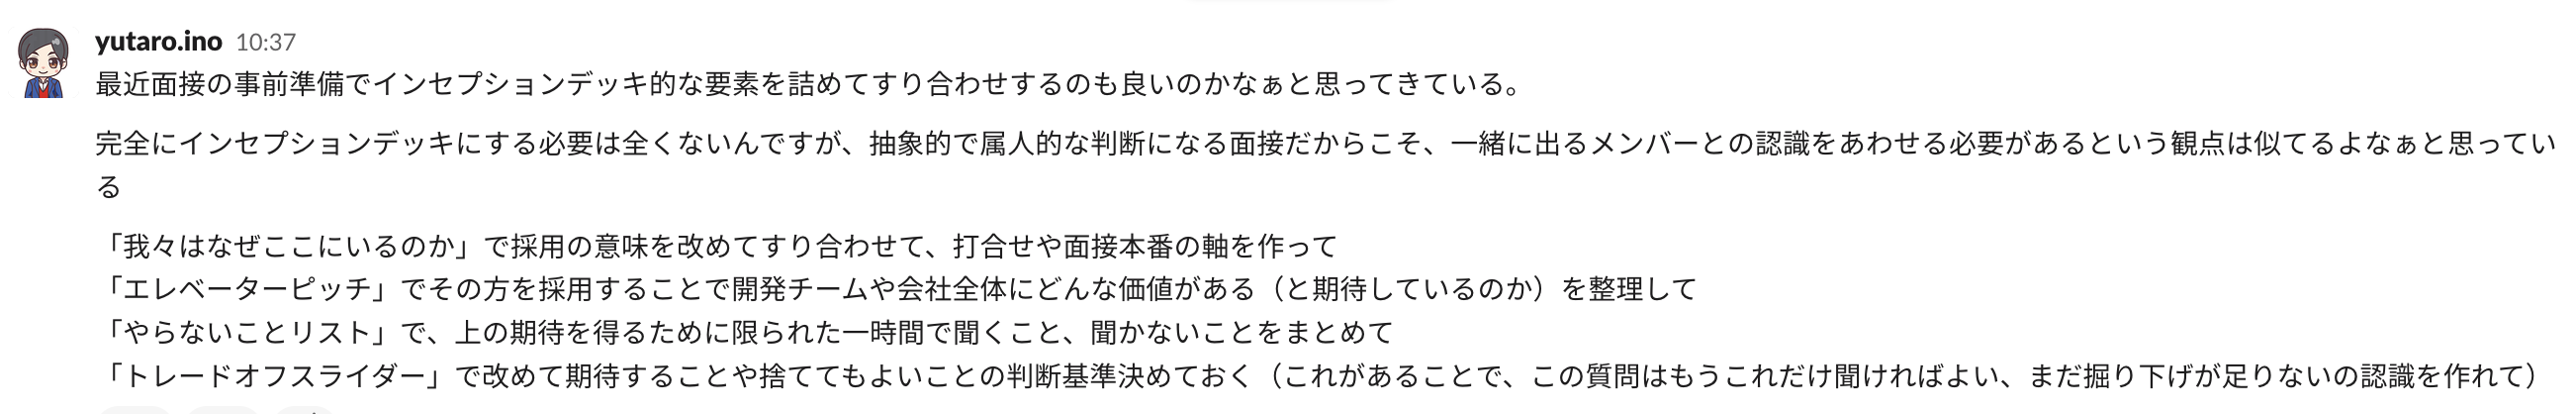 yutaro.ino 10:37
最近面接の事前準備でインセプションデッキ的な要素を詰めてすり合わせするのも良いのかなぁと思ってきている。
完全にインセプションデッキにする必要は全くないんですが、抽象的で属人的な判断になる面接だからこそ、一緒に出るメンバーとの認識をあわせる必要があるという観点は似てるよなぁと思ってい
る
「我々はなぜここにいるのか」で採用の意味を改めてすり合わせて、打合せや面接本番の軸を作って
「エレベーターピッチ」でその方を採用することで開発チームや会社全体にどんな価値がある（と期待しているのか）を整理して
「やらないことリスト」で、上の期待を得るために限られた一時間で聞くこと、聞かないことをまとめて
「トレードオフスライダー」で改めて期待することや捨ててもよいことの判断基準決めておく（これがあることで、この質問はもうこれだけ聞ければよい、まだ掘り下げが足りないの認識を作れて）